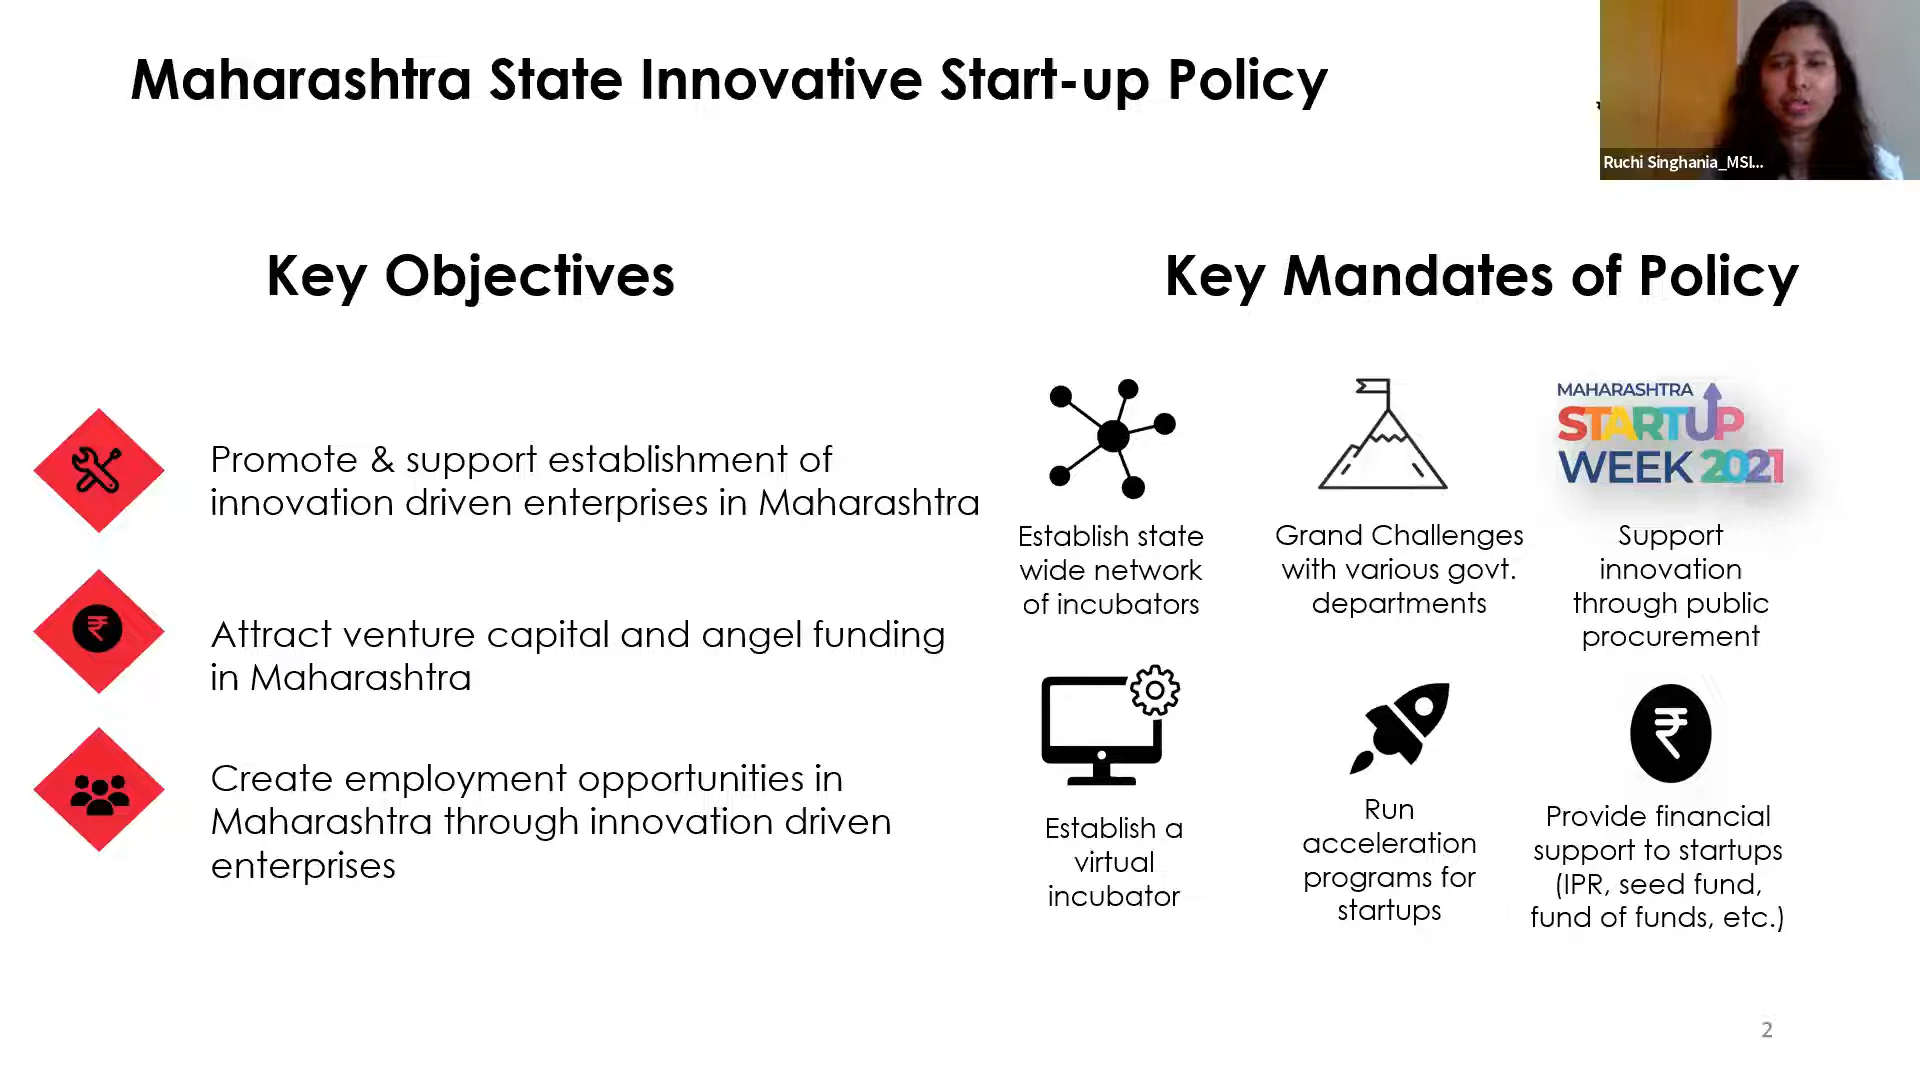 Maharashtra State Innovative Start-up Policy
Ruchi Singhania_MSI...
Key Objectives
Promote & support establishment of
innovation driven enterprises in Maharashtra
Attract venture capital and angel funding
in Maharashtra
Create employment opportunities in
Maharashtra through innovation driven
enterprises
Key Mandates of Policy
Establish state
wide network
of incubators
Grand Challenges
with various govt.
departments
MAHARASHTRA
STARTUP
WEEK 2021
Support
innovation
through public
procurement
Establish a
virtual
incubator
Run
acceleration
programs for
startups
₹
Provide financial
support to startups
(IPR, seed fund,
fund of funds, etc.)
₹
2